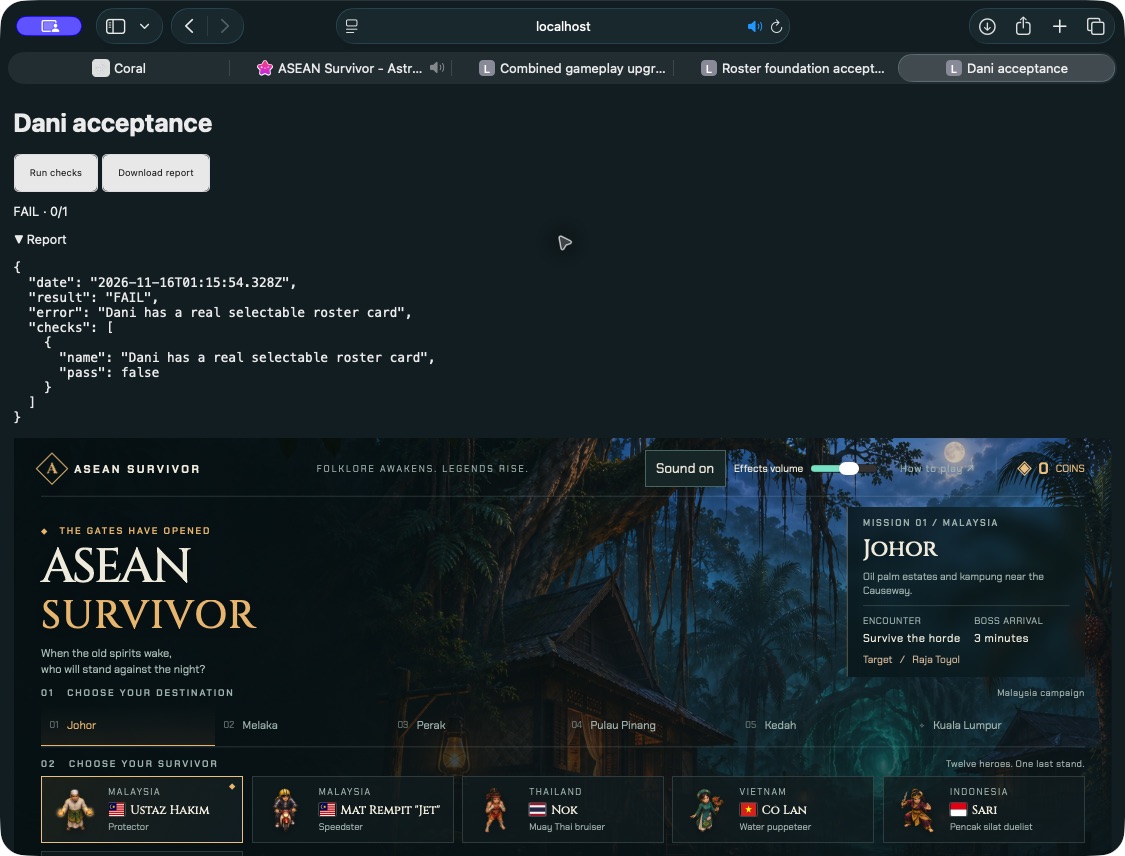 localhost
Coral
ASEAN Survivor - Astr...
L Combined gameplay upgr...
L Roster foundation accept...
L Dani acceptance
Dani acceptance
Run checks
Download report
FAIL · 0/1
▼ Report
{
"date": "2026-11-16T01:15:54.328Z",
"result": "FAIL",
"error": "Dani has a real selectable roster card",
"checks": [
{
"name": "Dani has a real selectable roster card",
"pass": false
}
]
}
A ASEAN SURVIVOR
FOLKLORE AWAKENS. LEGENDS RISE.
Sound on
Effects volume
How to play ↗
0 COINS
THE GATES HAVE OPENED
ASEAN
SURVIVOR
When the old spirits wake,
who will stand against the night?
MISSION 01 / MALAYSIA
JOHOR
Oil palm estates and kampung near the
Causeway.
ENCOUNTER
Survive the horde
BOSS ARRIVAL
3 minutes
Target / Raja Toyol
01 CHOOSE YOUR DESTINATION
Malaysia campaign
01 Johor
02 Melaka
03 Perak
04 Pulau Pinang
05 Kedah
Kuala Lumpur
02 CHOOSE YOUR SURVIVOR
Twelve heroes. One last stand.
MALAYSIA
USTAZ HAKIM
Protector
MALAYSIA
MAT REMPIT "JET"
Speedster
THAILAND
NOK
Muay Thai bruiser
VIETNAM
CO LAN
Water puppeteer
INDONESIA
SARI
Pencak silat duelist